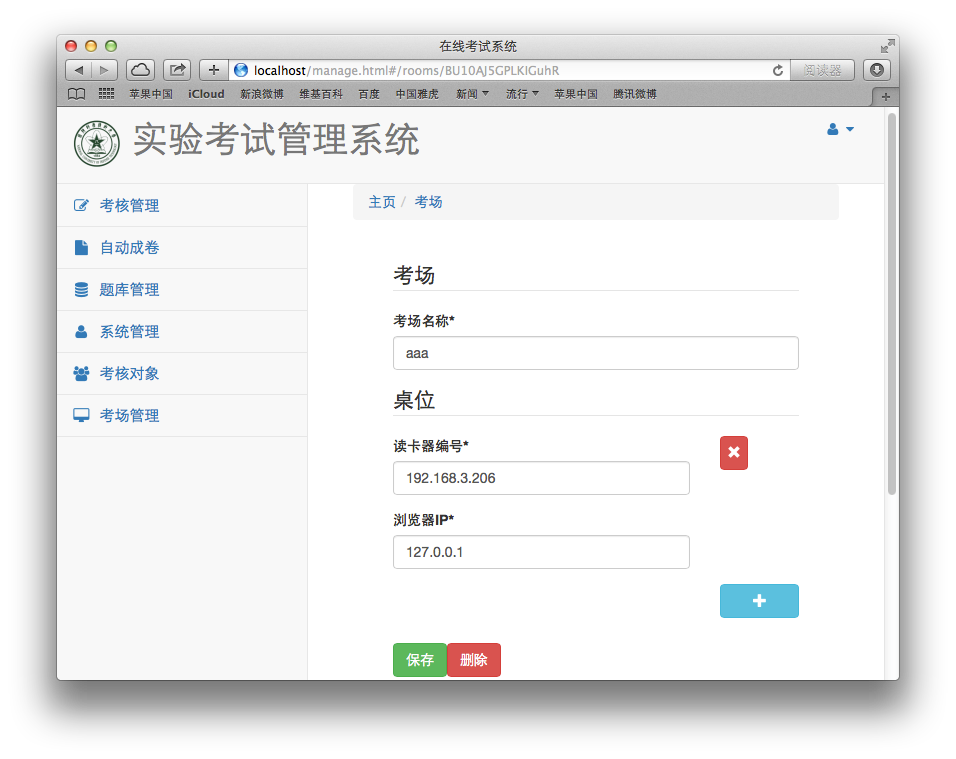 在线考试系统
localhost/manage.html#/rooms/BU10AJ5GPLKIGuhR
阅读器
苹果中国 iCloud 新浪微博 维基百科 百度 中国雅虎 新闻 流行 苹果中国 腾讯微博
实验考试管理系统
主页 / 考场
考核管理
自动成卷
题库管理
系统管理
考核对象
考场管理
考场
考场名称*
aaa
桌位
读卡器编号*
192.168.3.206
浏览器IP*
127.0.0.1
保存 删除